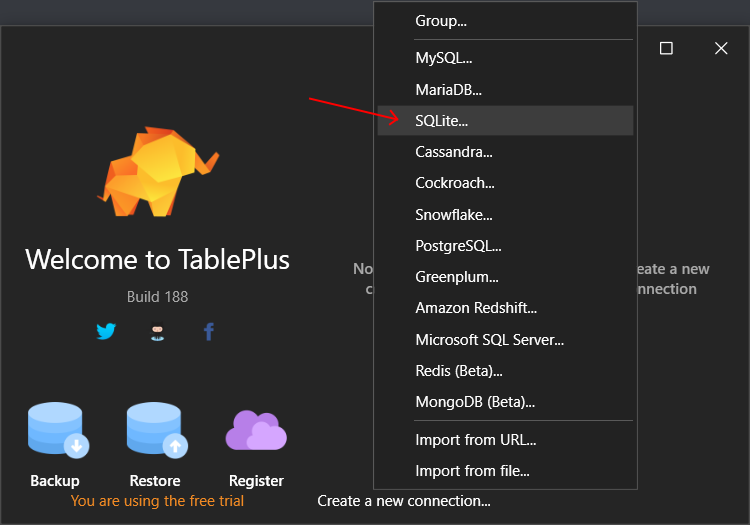 Group...
MySQL...
MariaDB...
SQLite...
Cassandra...
Cockroach...
Snowflake...
PostgreSQL...
Greenplum...
Amazon Redshift...
Microsoft SQL Server...
Redis (Beta)...
MongoDB (Beta)...
Import from URL...
Import from file...
Welcome to TablePlus
Build 188
No
eate a new
c
nnection
Backup
Restore
Register
You are using the free trial
Create a new connection...